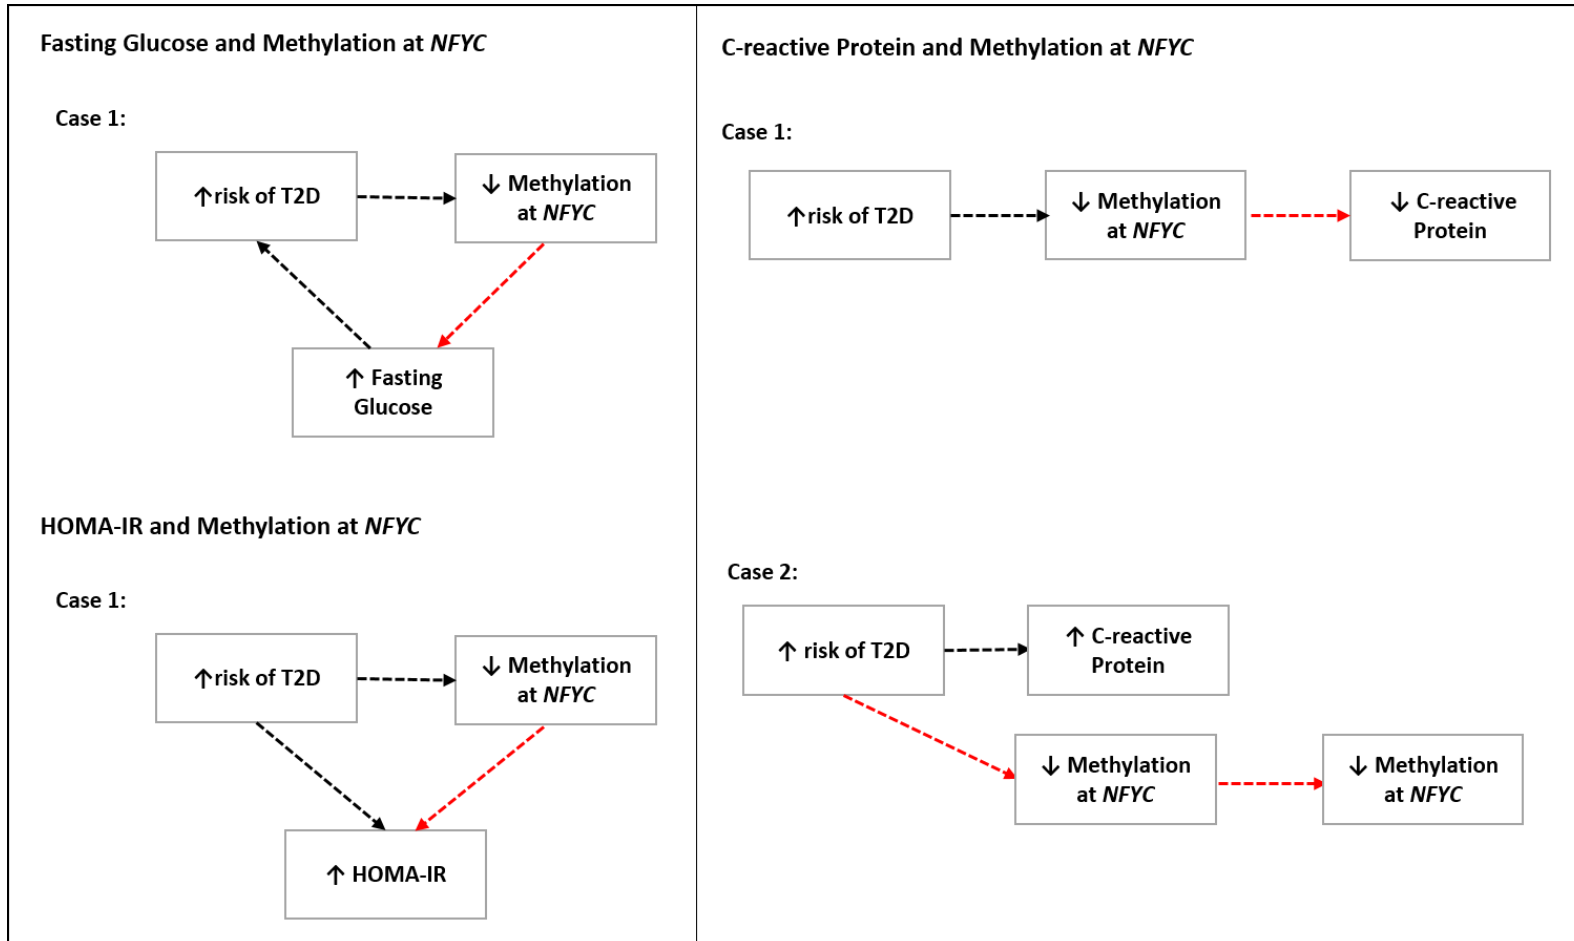 Fasting Glucose and Methylation at NFYC
Case 1:
↑risk of T2D
↓ Methylation
at NFYC
↑ Fasting
Glucose
HOMA-IR and Methylation at NFYC
Case 1:
↑risk of T2D
↓ Methylation
at NFYC
↑ HOMA-IR
C-reactive Protein and Methylation at NFYC
Case 1:
↑risk of T2D
↓ Methylation
at NFYC
↓ C-reactive
Protein
Case 2:
↑ risk of T2D
↑ C-reactive
Protein
↓ Methylation
at NFYC
↓ Methylation
at NFYC